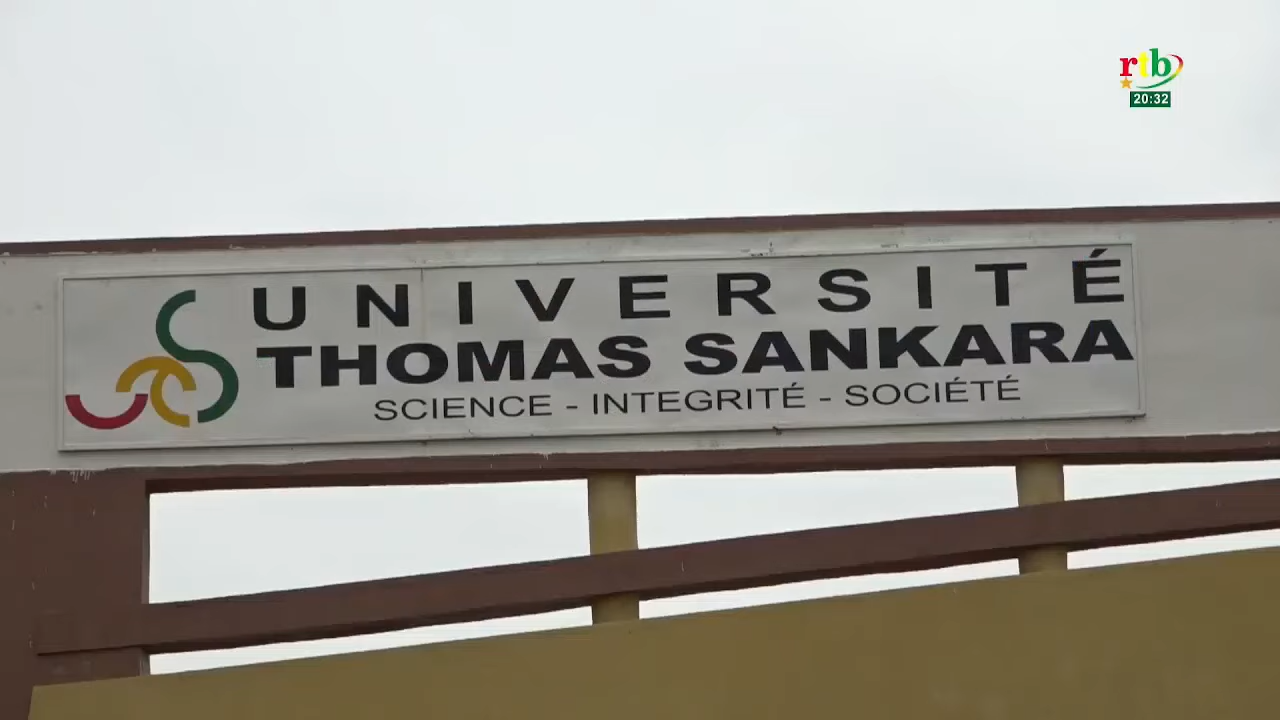 rtb
20:32
UNIVERSITÉ
THOMAS SANKARA
SCIENCE - INTEGRITÉ - SOCIÉTÉ